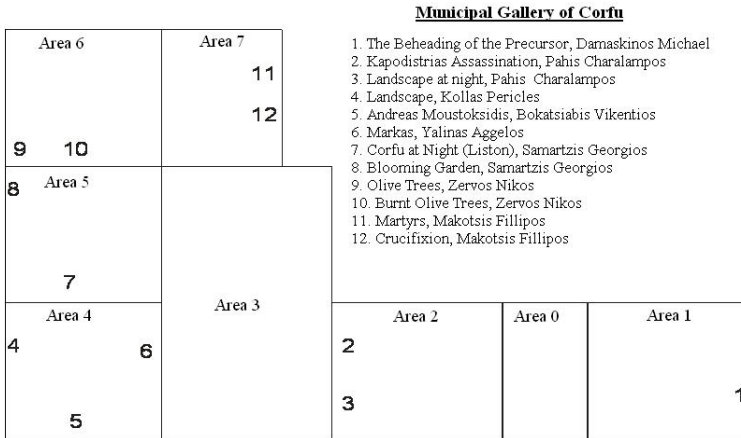 Municipal Gallery of Corfu
1. The Beheading of the Precursor, Damaskinos Michael
2. Kapodistrias Assassination, Pahis Charalampos
3. Landscape at night, Pahis Charalampos
4. Landscape, Kollas Pericles
5. Andreas Moustoksidis, Bokatsiabis Vikentios
6. Markas, Yalinas Aggelos
7. Corfu at Night (Liston), Samartzis Georgios
8. Blooming Garden, Samartzis Georgios
9. Olive Trees, Zervos Nikos
10. Burnt Olive Trees, Zervos Nikos
11. Martyrs, Makotsis Fillipos
12. Crucifixion, Makotsis Fillipos
Area 6
Area 7
11
12
9 10
Area 5
8
7
Area 4
4
6
5
Area 3
Area 2
2
3
Area 0
Area 1
1